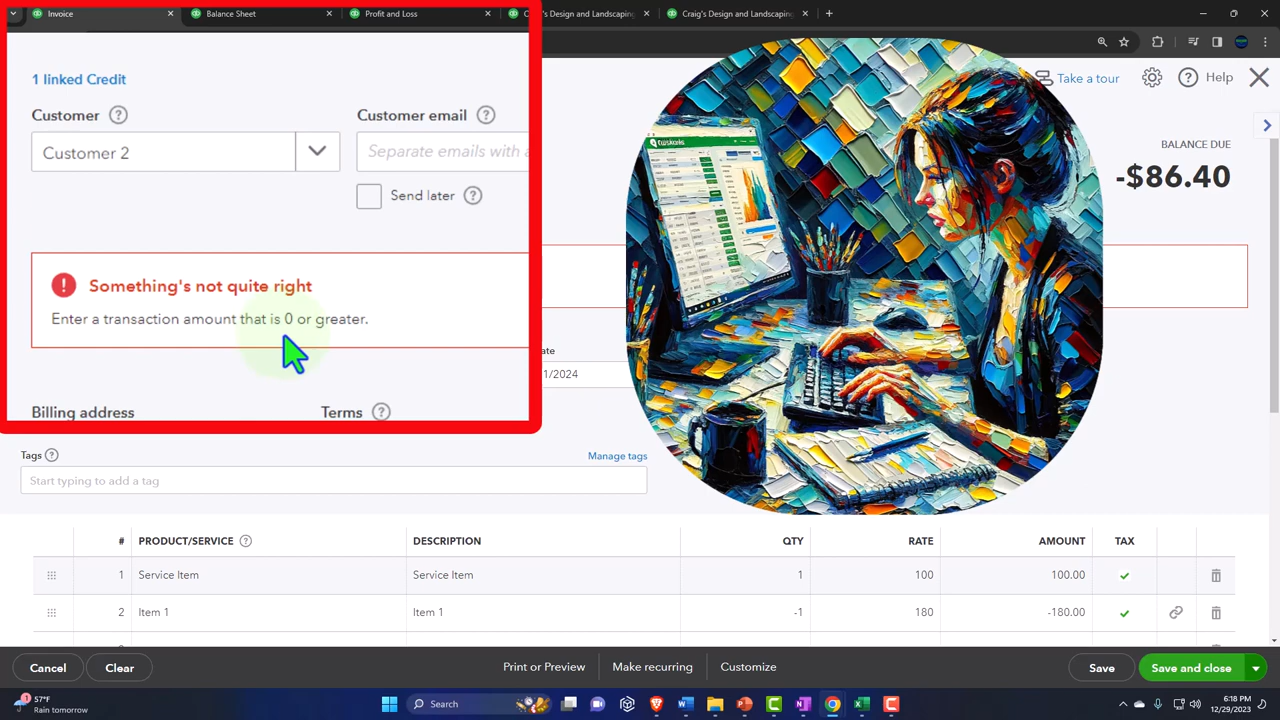 Invoice
Balance Sheet
Profit and Loss
's Design and Landscaping
Craig's Design and Landscaping
1 linked Credit
Take a tour
Help
Customer
Customer email
BALANCE DUE
Customer 2
Separate emails with a
-$86.40
Send later
Something's not quite right
Enter a transaction amount that is 0 or greater.
ate
1/2024
Billing address
Terms
Tags
Manage tags
Start typing to add a tag
# PRODUCT/SERVICE DESCRIPTION QTY RATE AMOUNT TAX
1 Service Item Service Item 1 100 100.00
2 Item 1 Item 1 -1 180 -180.00
Cancel Clear Print or Preview Make recurring Customize Save Save and close
1
57°F
Rain tomorrow
Search
6:18 PM
12/29/2023